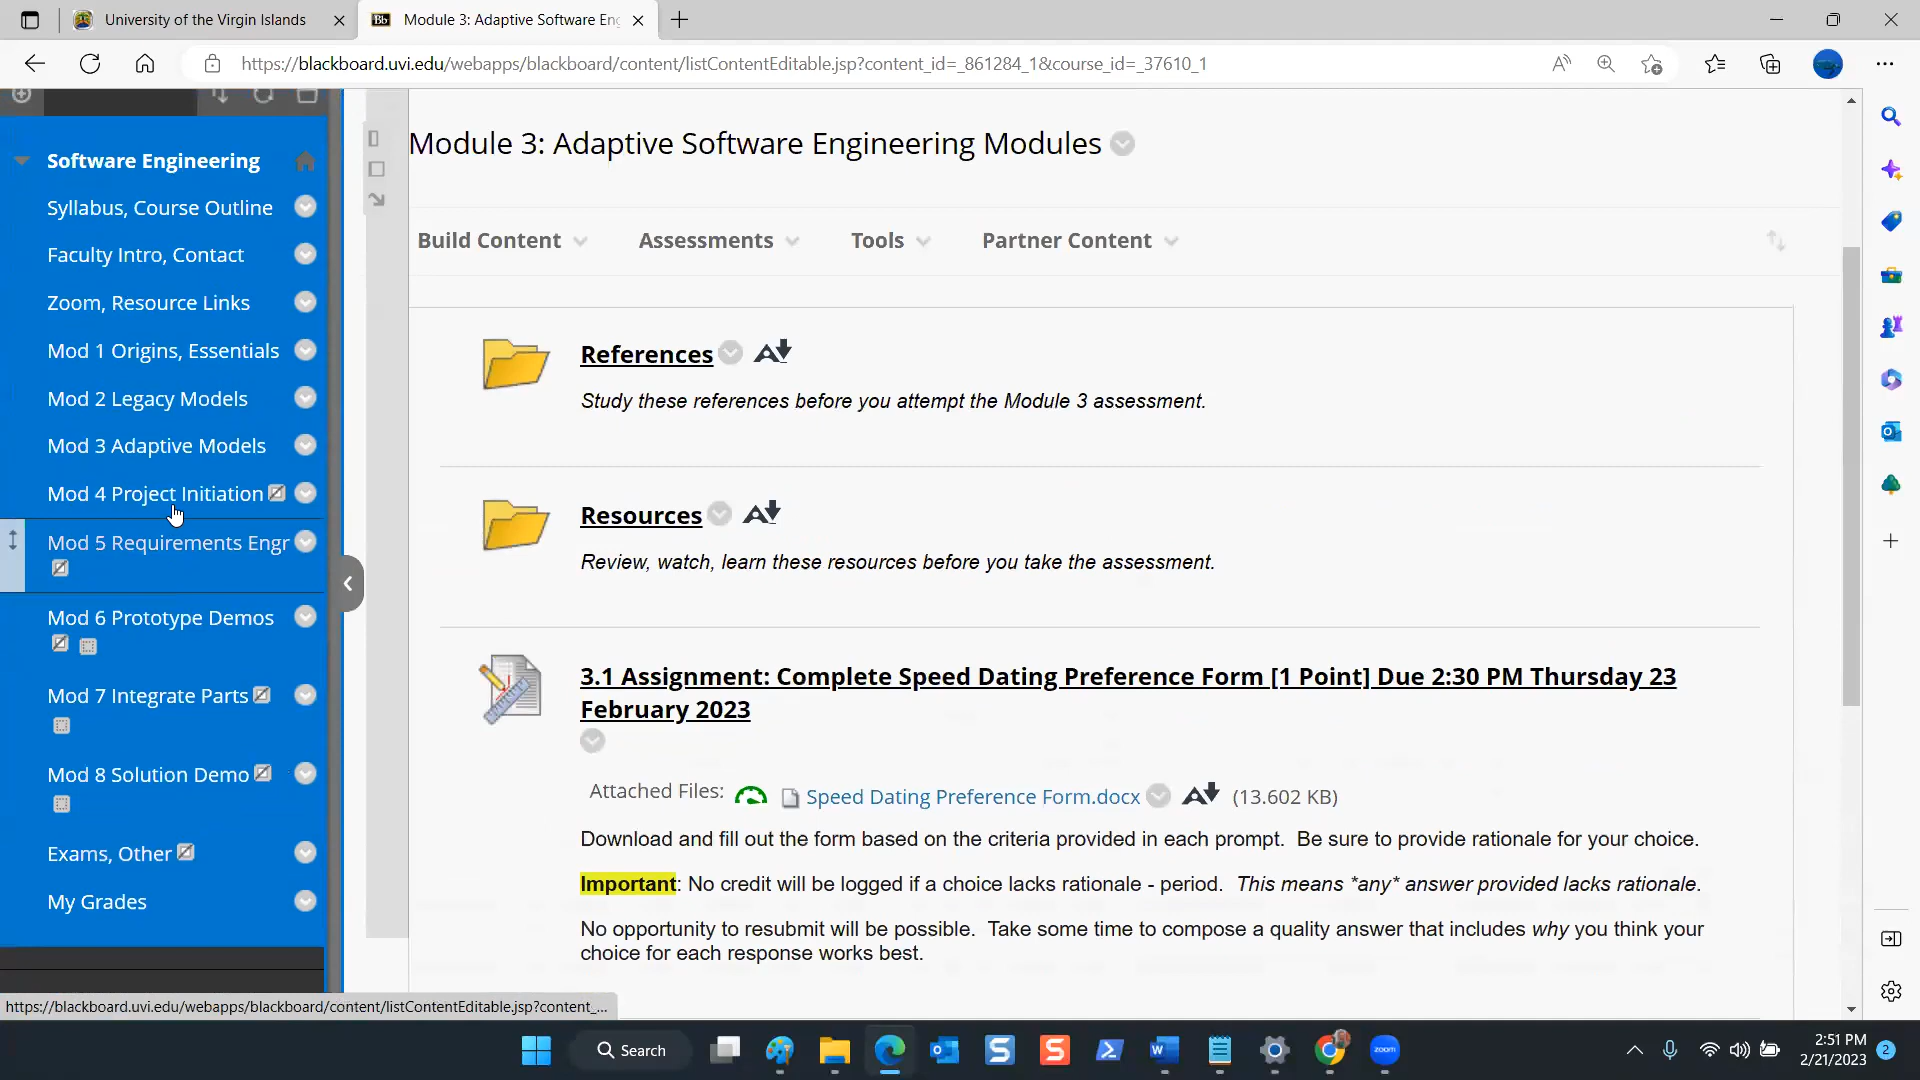 University of the Virgin Islands
Bb Module 3: Adaptive Software Eng
https://blackboard.uvi.edu/webapps/blackboard/content/listContentEditable.jsp?content_id=_861284_1&course_id=_37610_1
Software Engineering
Syllabus, Course Outline
Faculty Intro, Contact
Zoom, Resource Links
Mod 1 Origins, Essentials
Mod 2 Legacy Models
Mod 3 Adaptive Models
Mod 4 Project Initiation
Mod 5 Requirements Engr
Mod 6 Prototype Demos
Mod 7 Integrate Parts
Mod 8 Solution Demo
Exams, Other
My Grades
Module 3: Adaptive Software Engineering Modules
Build Content Assessments Tools Partner Content
References
Study these references before you attempt the Module 3 assessment.
Resources
Review, watch, learn these resources before you take the assessment.
3.1 Assignment: Complete Speed Dating Preference Form [1 Point] Due 2:30 PM Thursday 23
February 2023
Attached Files: Speed Dating Preference Form.docx (13.602 KB)
Download and fill out the form based on the criteria provided in each prompt. Be sure to provide rationale for your choice.
Important: No credit will be logged if a choice lacks rationale - period. This means *any* answer provided lacks rationale.
No opportunity to resubmit will be possible. Take some time to compose a quality answer that includes why you think your
choice for each response works best.
https://blackboard.uvi.edu/webapps/blackboard/content/listContentEditable.jsp?content_...
Search
zoom
2:51 PM
2/21/2023
2